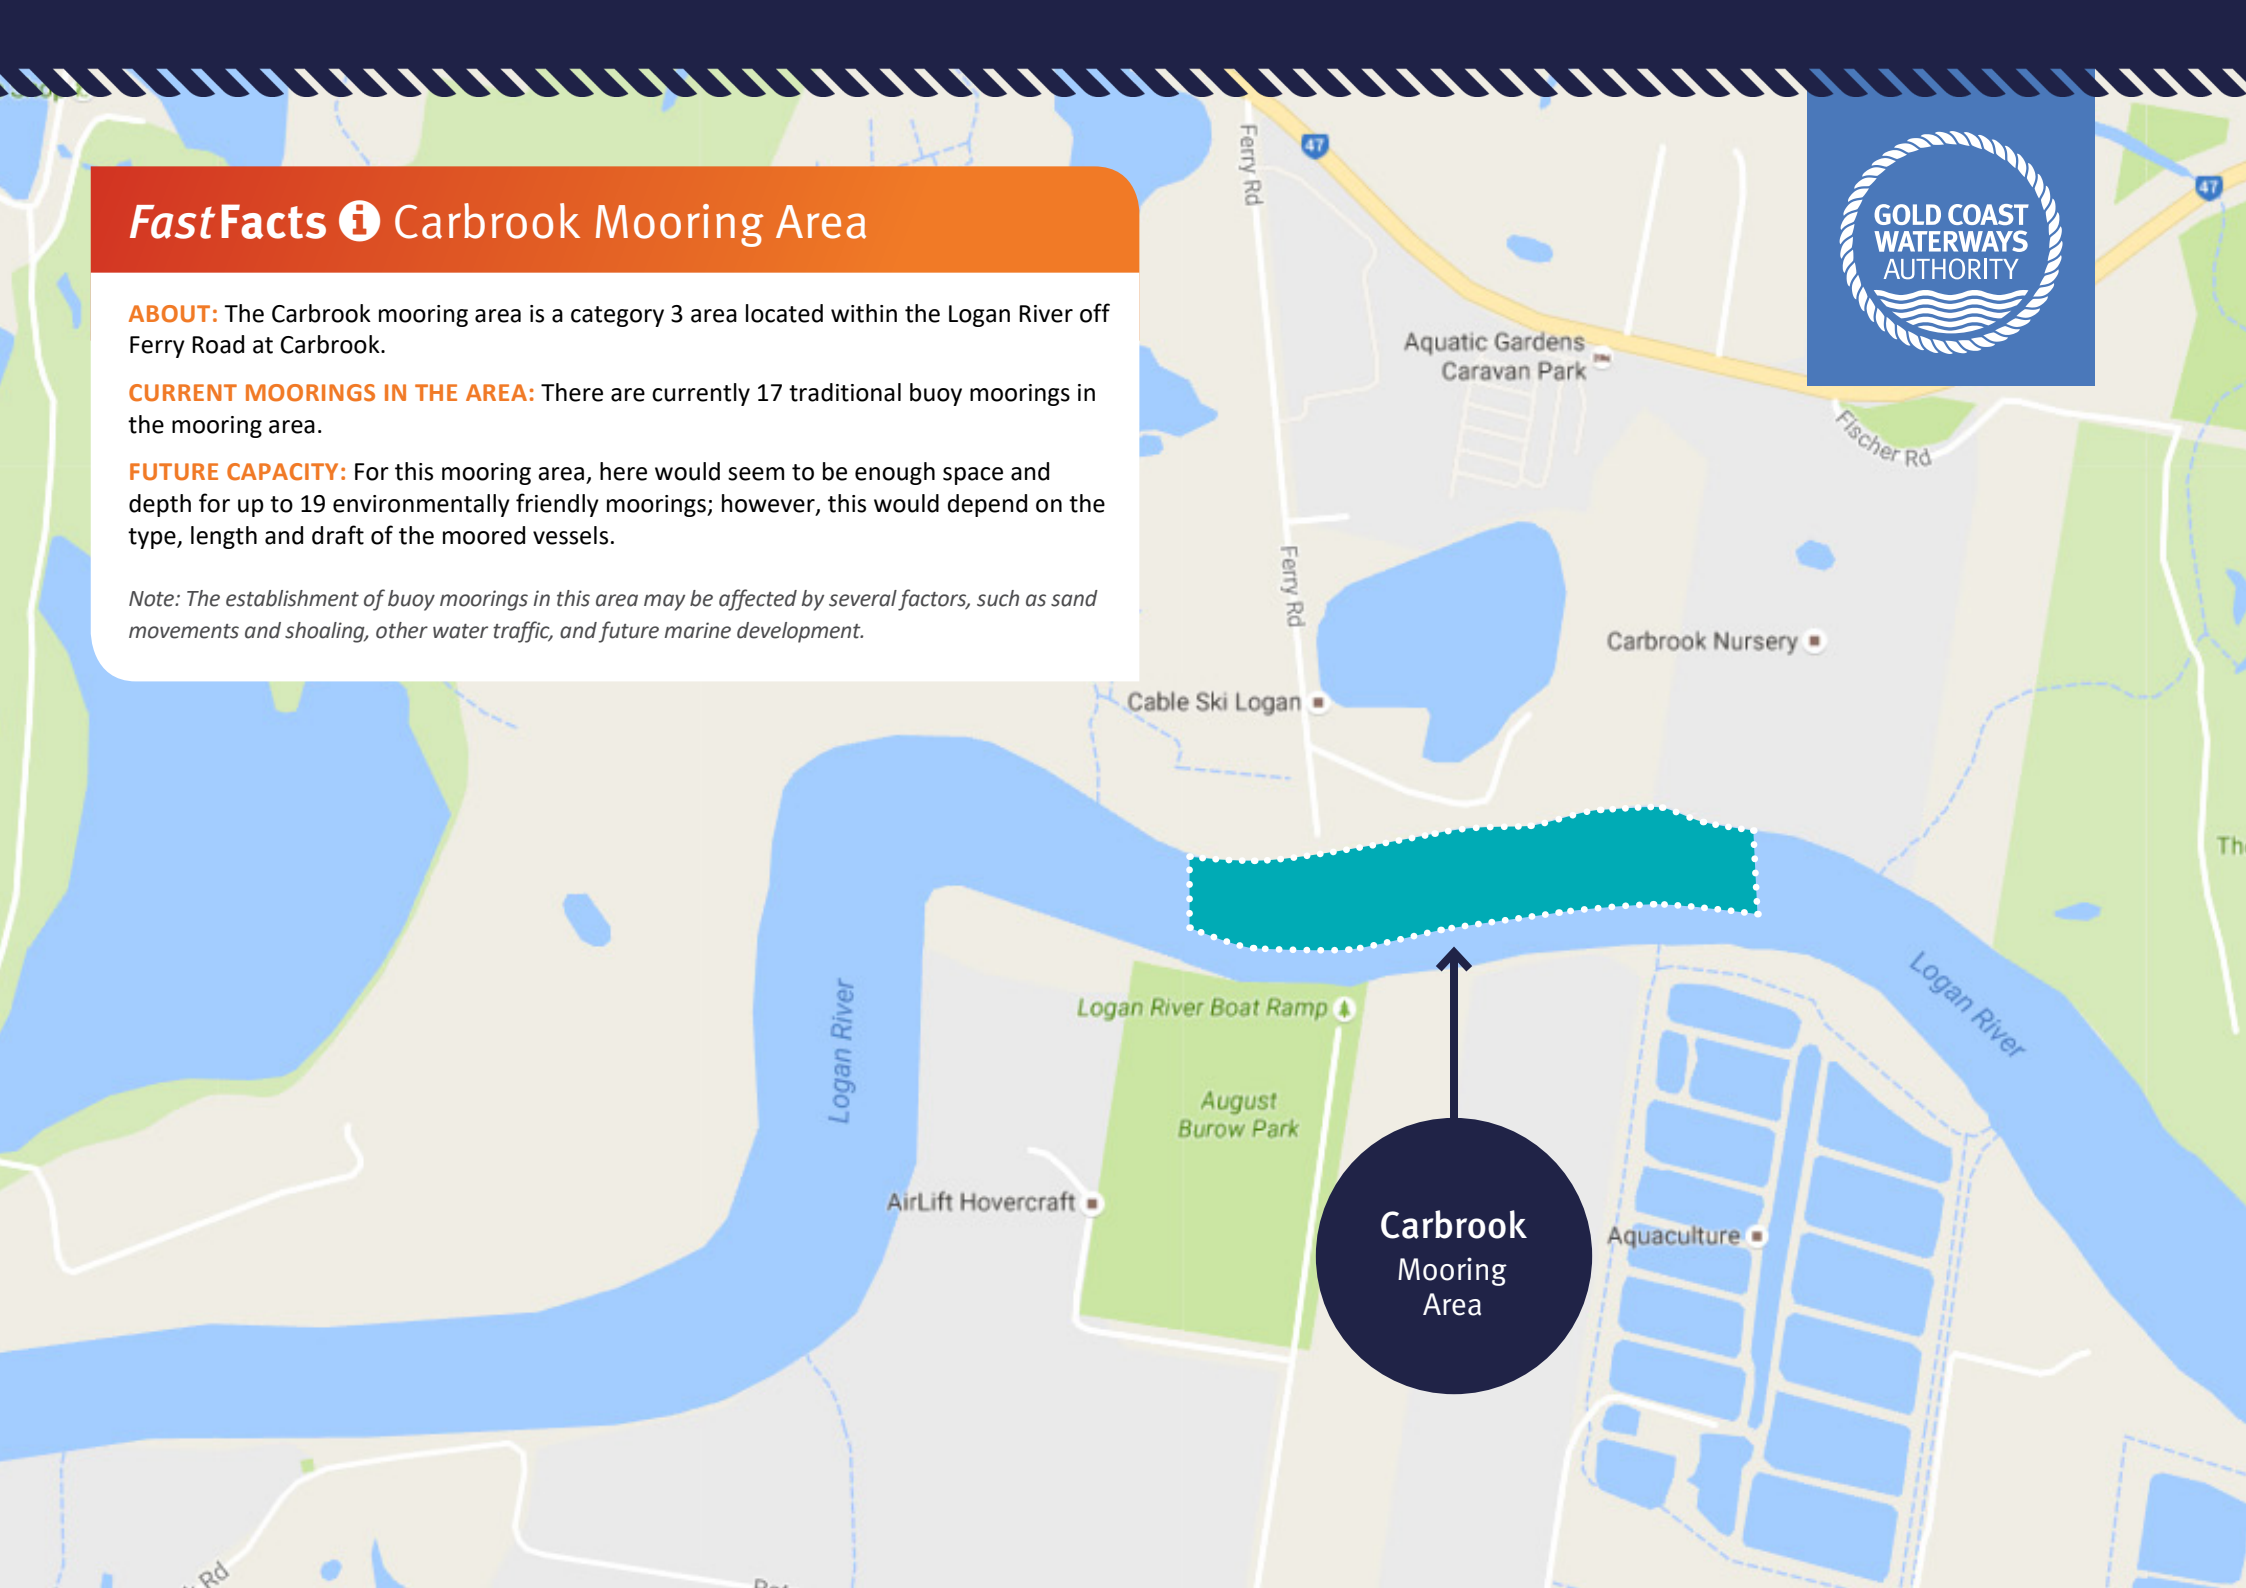 FastFacts i Carbrook Mooring Area
ABOUT: The Carbrook mooring area is a category 3 area located within the Logan River off
Ferry Road at Carbrook.
CURRENT MOORINGS IN THE AREA: There are currently 17 traditional buoy moorings in
the mooring area.
FUTURE CAPACITY: For this mooring area, here would seem to be enough space and
depth for up to 19 environmentally friendly moorings; however, this would depend on the
type, length and draft of the moored vessels.
Note: The establishment of buoy moorings in this area may be affected by several factors, such as sand
movements and shoaling, other water traffic, and future marine development.
GOLD COAST
WATERWAYS
AUTHORITY
47
47
Ferry Rd
Aquatic Gardens
Caravan Park
Fischer Rd
Ferry Rd
Carbrook Nursery
Cable Ski Logan
Logan River
Logan River
Logan River Boat Ramp
August
Burow Park
AirLift Hovercraft
Carbrook
Mooring
Area
Aquaculture
Rd